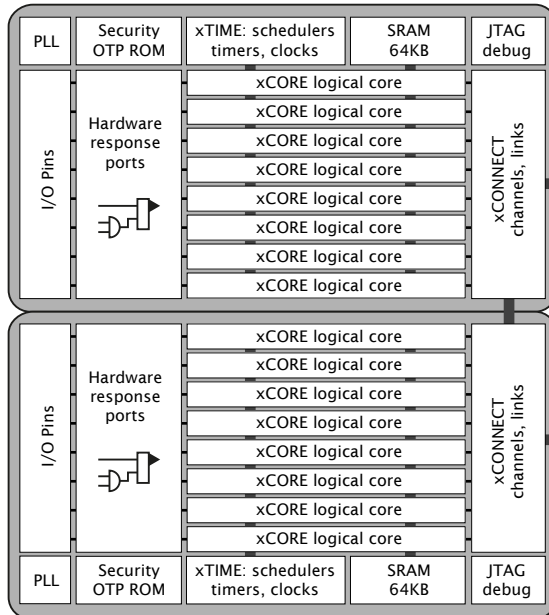 PLL
Security
OTP ROM
xTIME: schedulers
timers, clocks
SRAM
64KB
JTAG
debug
I/O Pins
Hardware
response
ports
xCORE logical core
xCORE logical core
xCORE logical core
xCORE logical core
xCORE logical core
xCORE logical core
xCORE logical core
xCORE logical core
xCONNECT
channels, links
I/O Pins
Hardware
response
ports
xCORE logical core
xCORE logical core
xCORE logical core
xCORE logical core
xCORE logical core
xCORE logical core
xCORE logical core
xCORE logical core
xCONNECT
channels, links
PLL
Security
OTP ROM
xTIME: schedulers
timers, clocks
SRAM
64KB
JTAG
debug